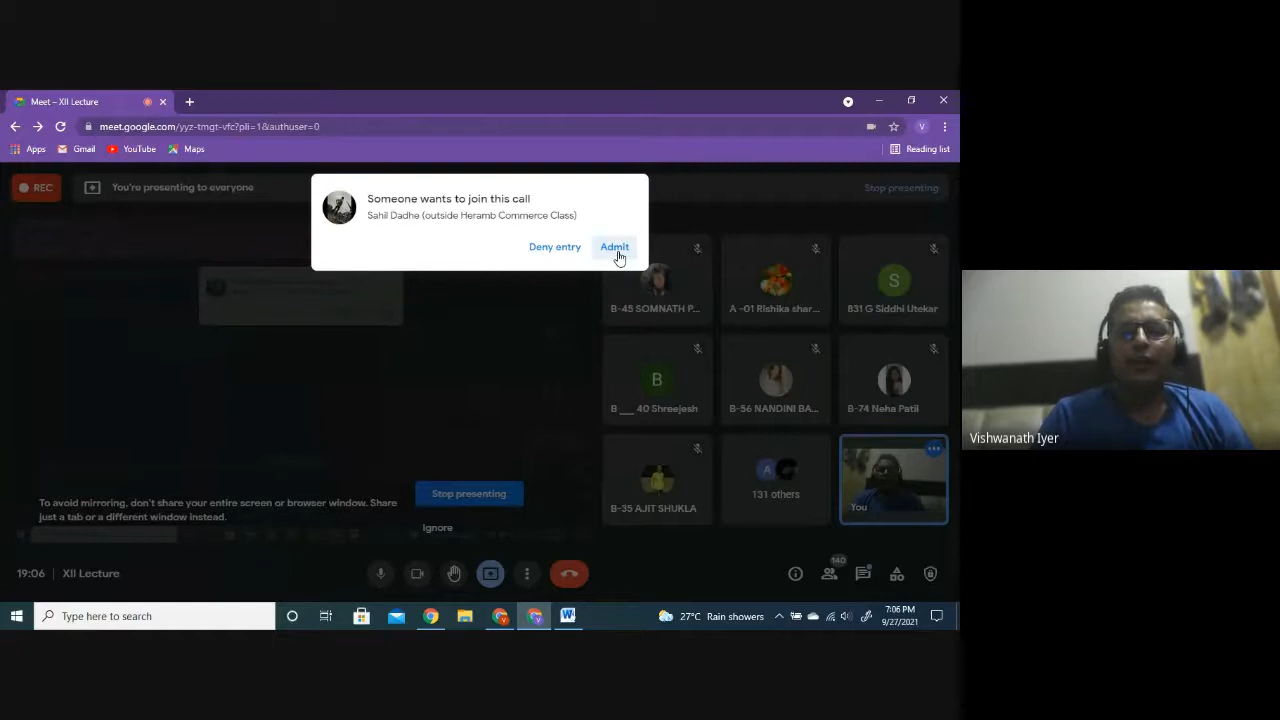 Meet – XII Lecture
meet.google.com/yyz-tmgt-vfc?pli=1&authuser=0
V
Apps
Gmail
YouTube
Maps
Reading list
REC
You're presenting to everyone
Stop presenting
Someone wants to join this call
Sahil Dadhe (outside Heramb Commerce Class)
Deny entry
Admit
B-45 SOMNATH P...
A -01 Rishika shar...
S
B31 G Siddhi Utekar
B
B ___ 40 Shreejesh
B-56 NANDINI BA...
B-74 Neha Patil
B-35 AJIT SHUKLA
A
131 others
You
Vishwanath Iyer
To avoid mirroring, don't share your entire screen or browser window. Share
just a tab or a different window instead.
Stop presenting
Ignore
19:06 | XII Lecture
140
Type here to search
27°C Rain showers
7:06 PM
9/27/2021